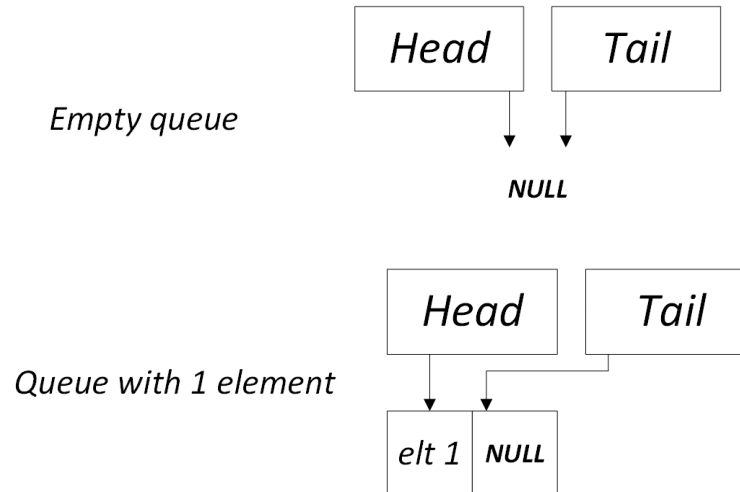 Head Tail
Empty queue
NULL
Head Tail
Queue with 1 element
elt 1 NULL